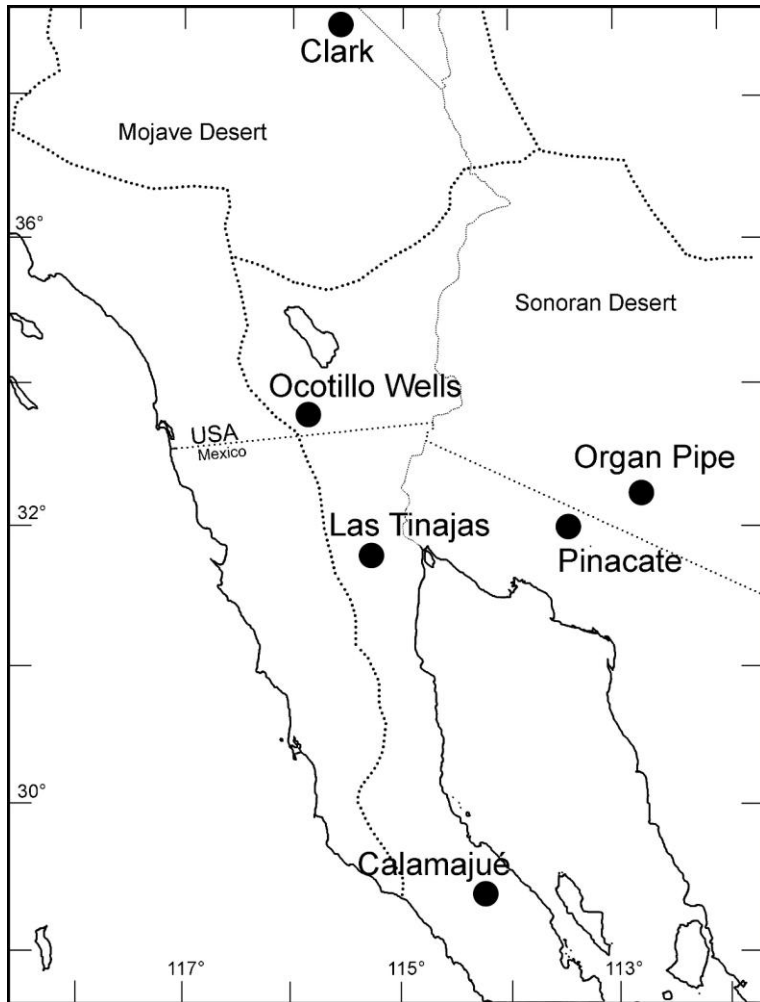 Clark
Mojave Desert
36°
Sonoran Desert
Ocotillo Wells
USA
Mexico
Organ Pipe
32°
Las Tinajas
Pinacate
30°
Calamajué
117°
115°
113°